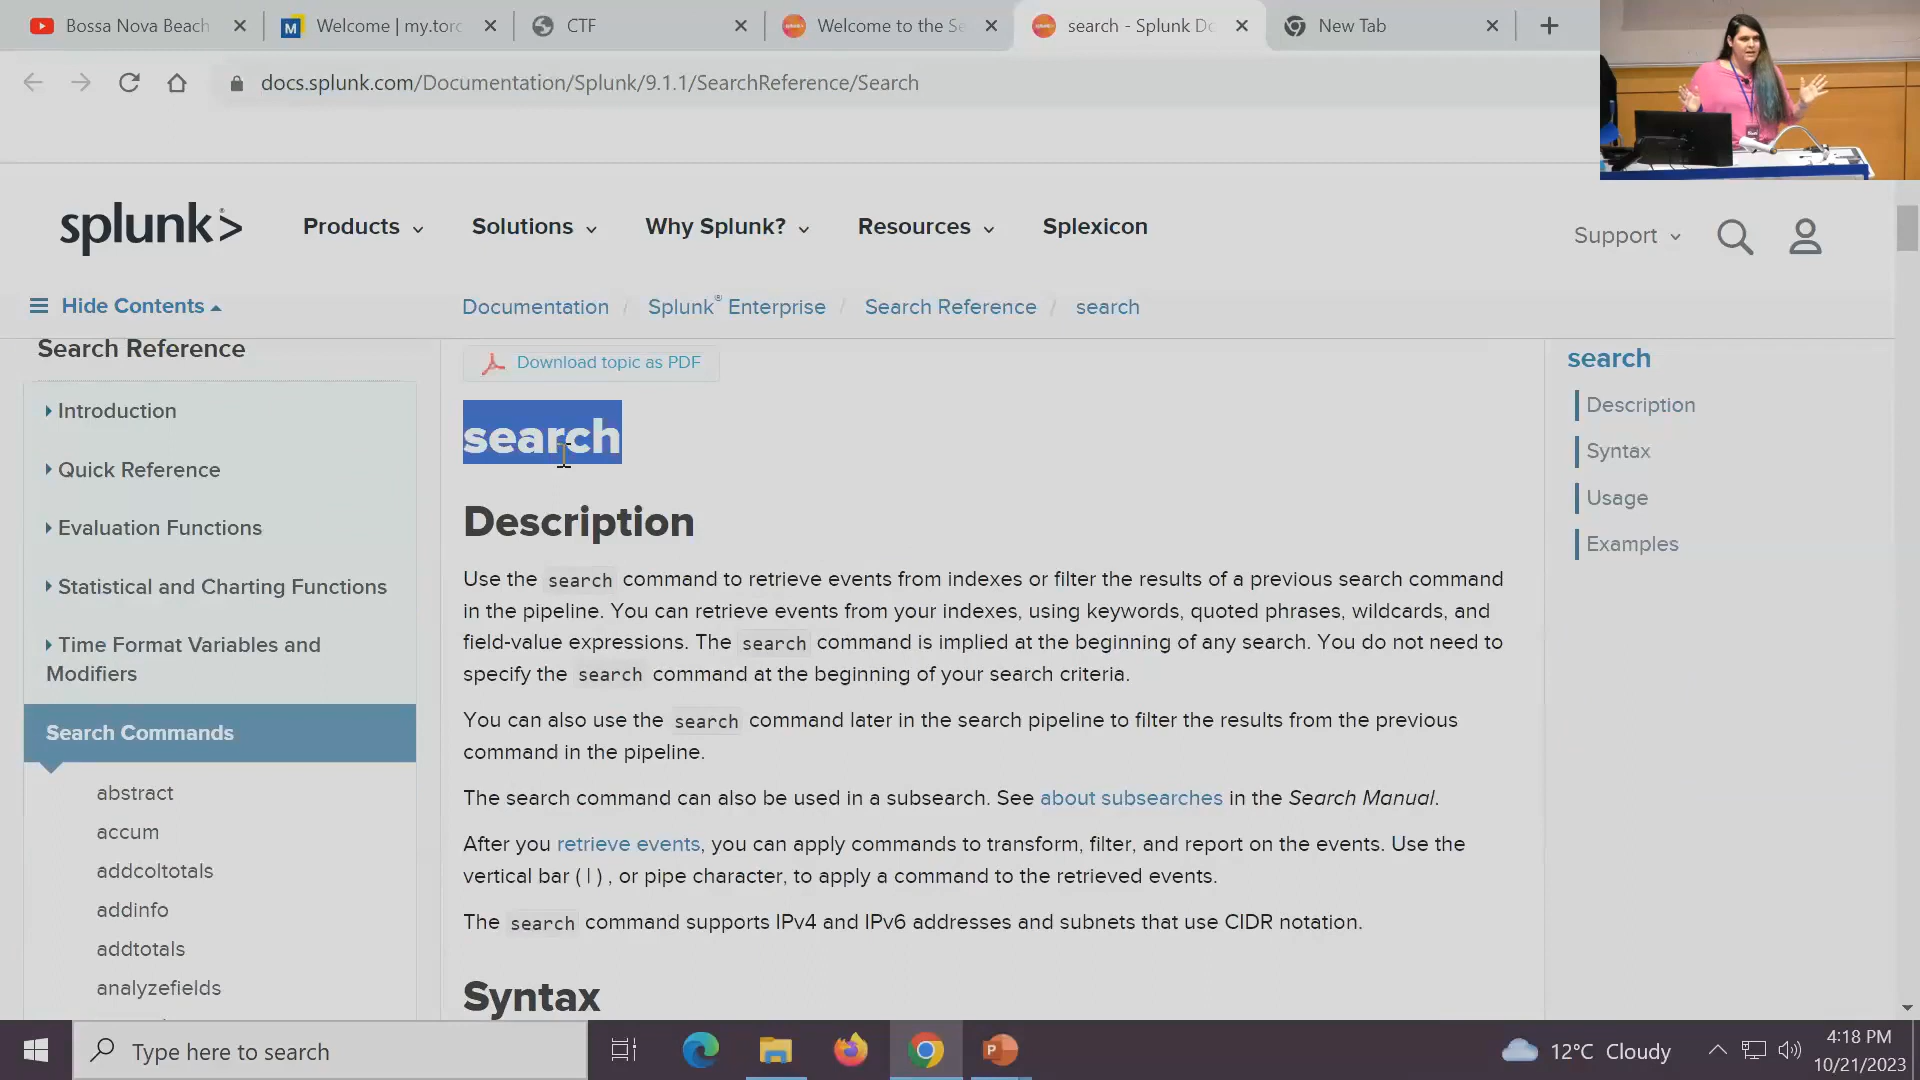 Bossa Nova Beach
Welcome | my.torc
CTF
Welcome to the Se
search - Splunk Do
New Tab
docs.splunk.com/Documentation/Splunk/9.1.1/SearchReference/Search
splunk>
Products
Solutions
Why Splunk?
Resources
Splexicon
Support
Hide Contents
Documentation / Splunk® Enterprise / Search Reference / search
Search Reference
Introduction
Quick Reference
Evaluation Functions
Statistical and Charting Functions
Time Format Variables and
Modifiers
Search Commands
abstract
accum
addcoltotals
addinfo
addtotals
analyzefields
Download topic as PDF
search
Description
Use the search command to retrieve events from indexes or filter the results of a previous search command
in the pipeline. You can retrieve events from your indexes, using keywords, quoted phrases, wildcards, and
field-value expressions. The search command is implied at the beginning of any search. You do not need to
specify the search command at the beginning of your search criteria.
You can also use the search command later in the search pipeline to filter the results from the previous
command in the pipeline.
The search command can also be used in a subsearch. See about subsearches in the Search Manual.
After you retrieve events, you can apply commands to transform, filter, and report on the events. Use the
vertical bar ( | ) , or pipe character, to apply a command to the retrieved events.
The search command supports IPv4 and IPv6 addresses and subnets that use CIDR notation.
Syntax
search
Description
Syntax
Usage
Examples
Type here to search
12°C Cloudy
4:18 PM
10/21/2023